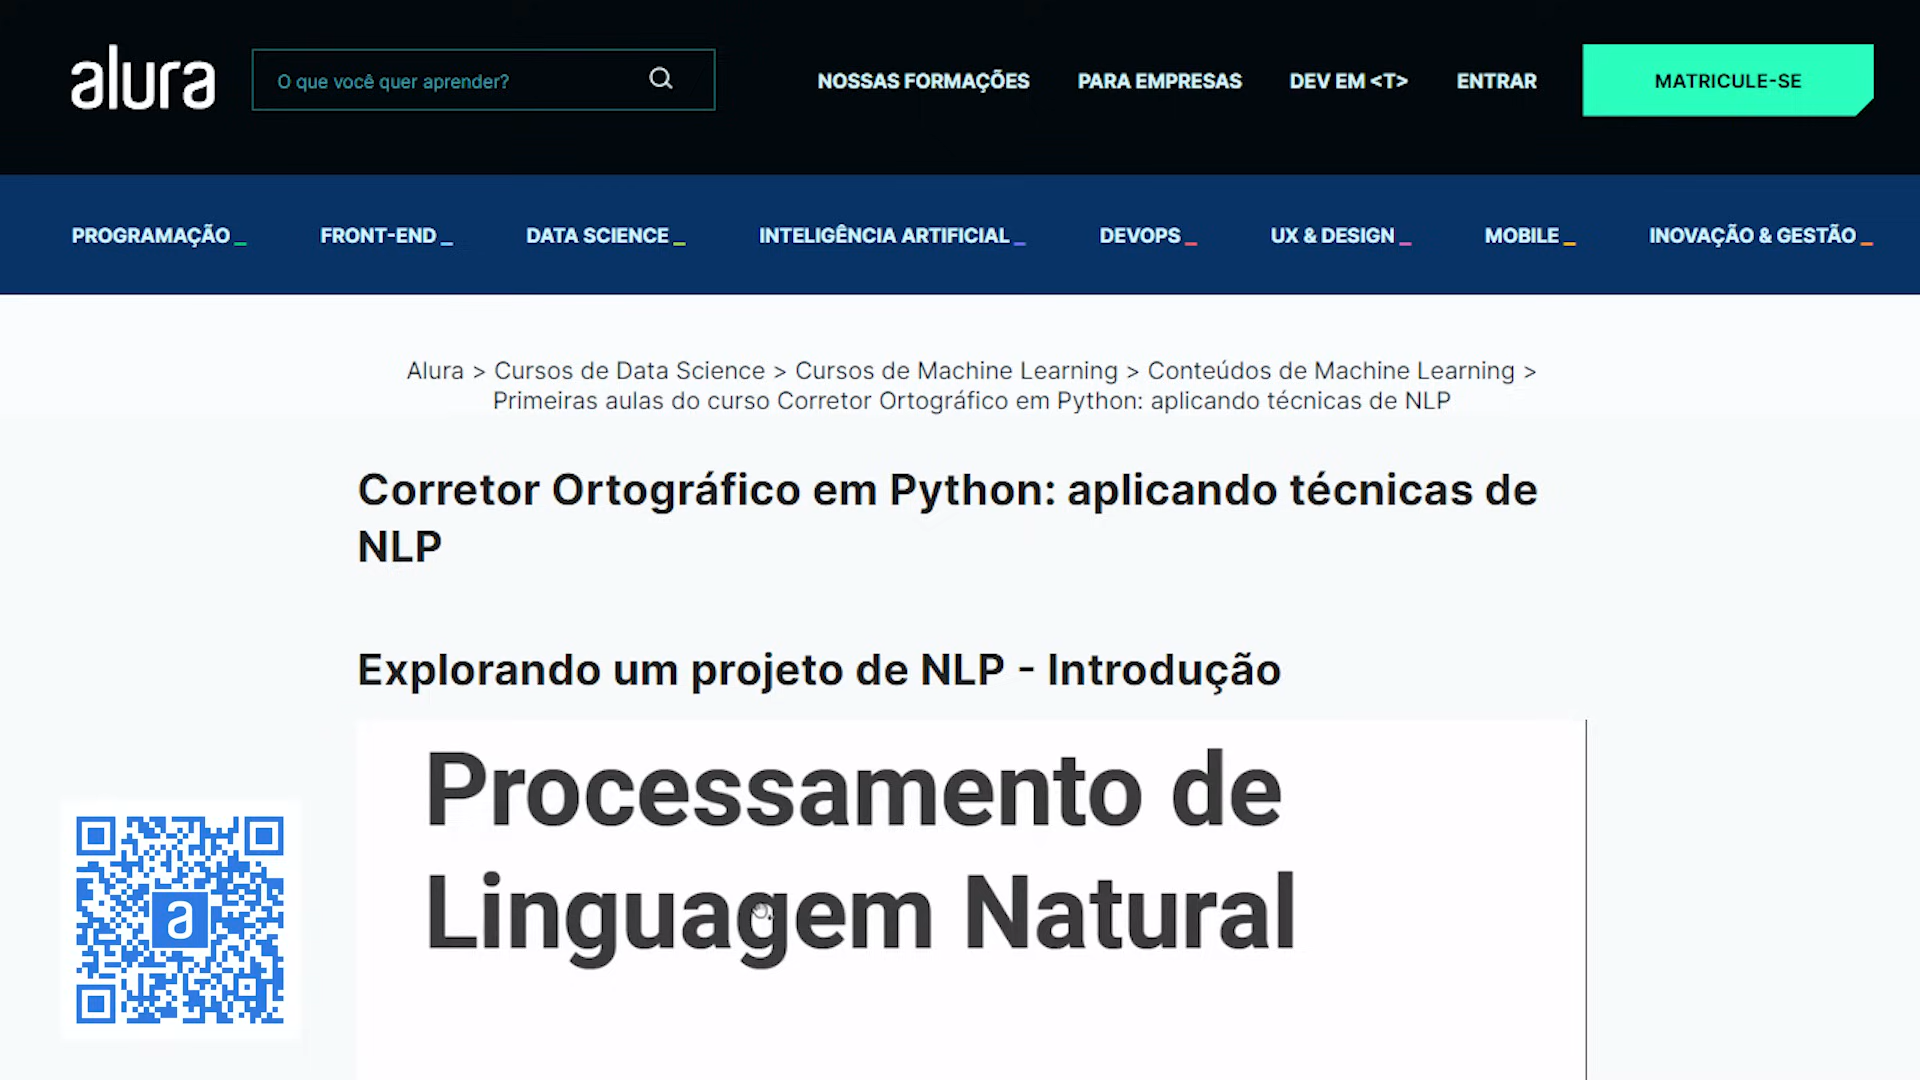 alura
O que você quer aprender?
NOSSAS FORMAÇÕES
PARA EMPRESAS
DEV EM <T>
ENTRAR
MATRICULE-SE
PROGRAMAÇÃO _
FRONT-END _
DATA SCIENCE _
INTELIGÊNCIA ARTIFICIAL _
DEVOPS _
UX & DESIGN _
MOBILE _
INOVAÇÃO & GESTÃO _
Alura > Cursos de Data Science > Cursos de Machine Learning > Conteúdos de Machine Learning >
Primeiras aulas do curso Corretor Ortográfico em Python: aplicando técnicas de NLP
Corretor Ortográfico em Python: aplicando técnicas de
NLP
Explorando um projeto de NLP - Introdução
Processamento de
Linguagem Natural
a